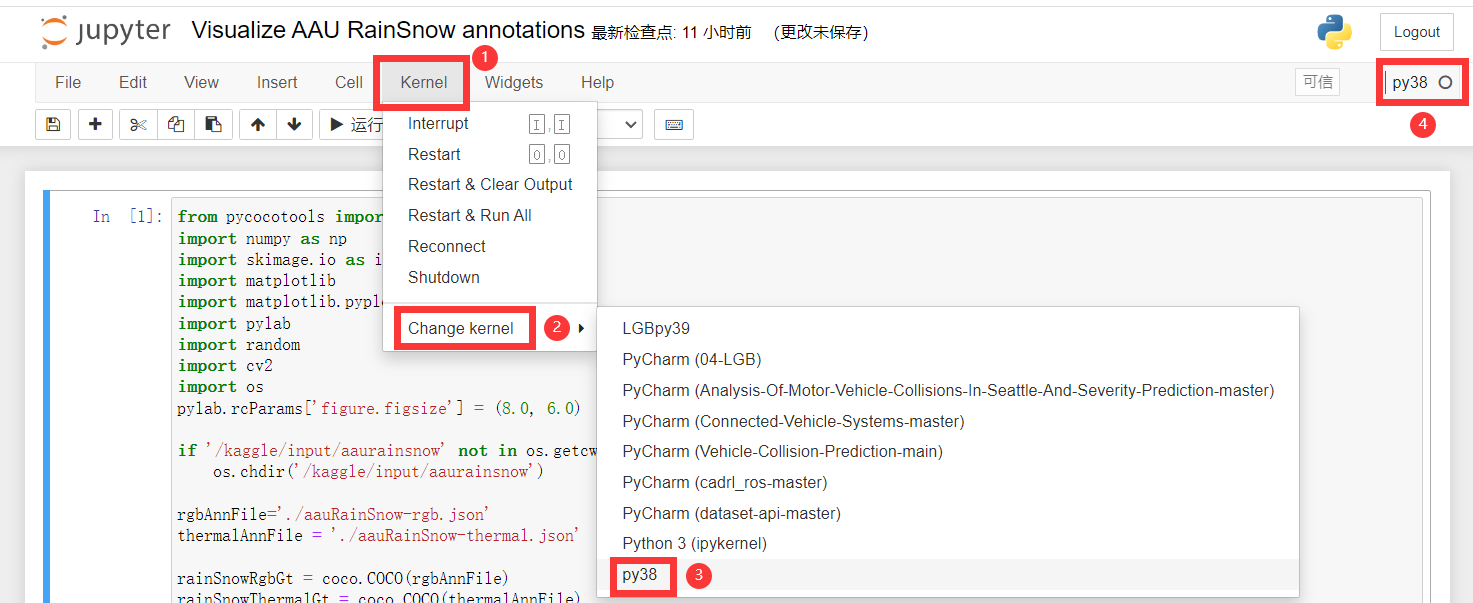 jupyter Visualize AAU RainSnow annotations 最新检查点: 11 小时前 (更改未保存) Logout
1
File Edit View Insert Cell Kernel Widgets Help 可信 py38
4
运行
Interrupt I,I
Restart 0,0
Restart & Clear Output
Restart & Run All
Reconnect
Shutdown
Change kernel 2
LGBpy39
PyCharm (04-LGB)
PyCharm (Analysis-Of-Motor-Vehicle-Collisions-In-Seattle-And-Severity-Prediction-master)
PyCharm (Connected-Vehicle-Systems-master)
PyCharm (Vehicle-Collision-Prediction-main)
PyCharm (cadrl_ros-master)
PyCharm (dataset-api-master)
Python 3 (ipykernel)
py38 3
In [1]: from pycocotools impor
import numpy as np
import skimage.io as i
import matplotlib
import matplotlib.pypl
import pylab
import random
import cv2
import os
pylab.rcParams['figure.figsize'] = (8.0, 6.0)
if '/kaggle/input/aaurainsnow' not in os.getcw
os.chdir('/kaggle/input/aaurainsnow')
rgbAnnFile='./aauRainSnow-rgb.json'
thermalAnnFile = './aauRainSnow-thermal.json'
rainSnowRgbGt = coco.COCO(rgbAnnFile)
rainSnowThermalGt = coco.COCO(thermalAnnFile)